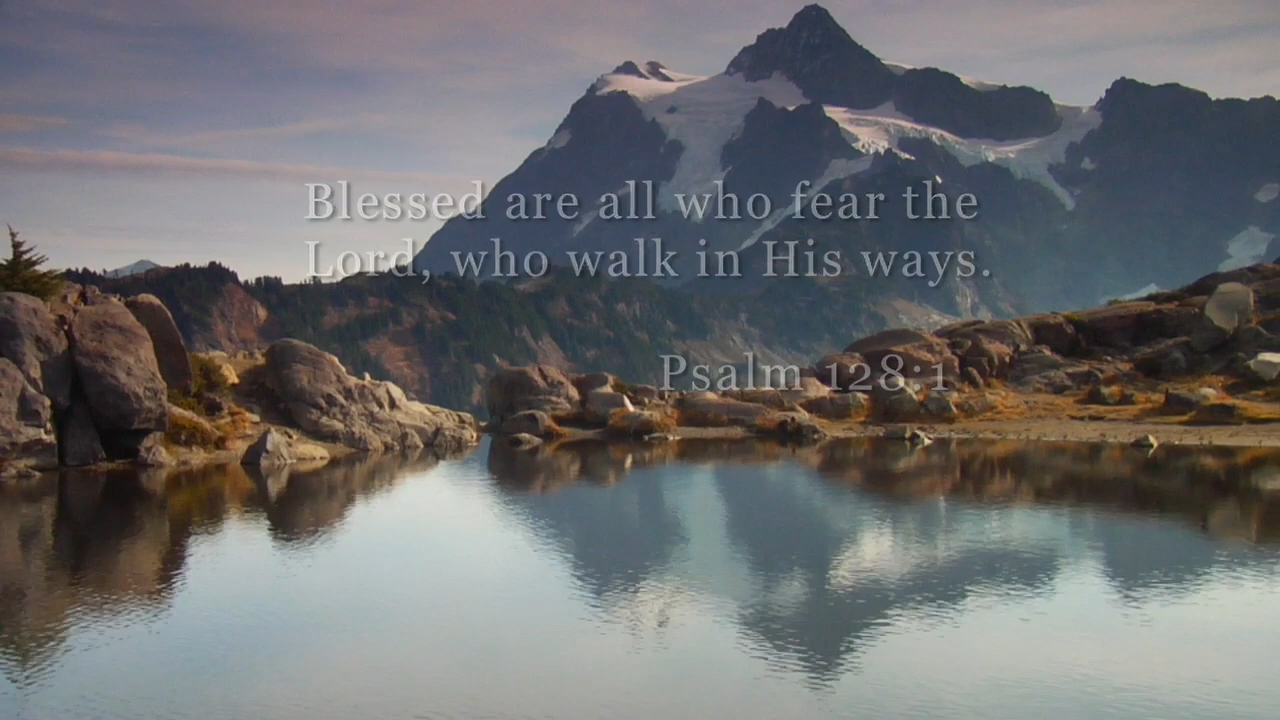 Blessed are all who fear the
Lord, who walk in His ways.
Psalm 128:1